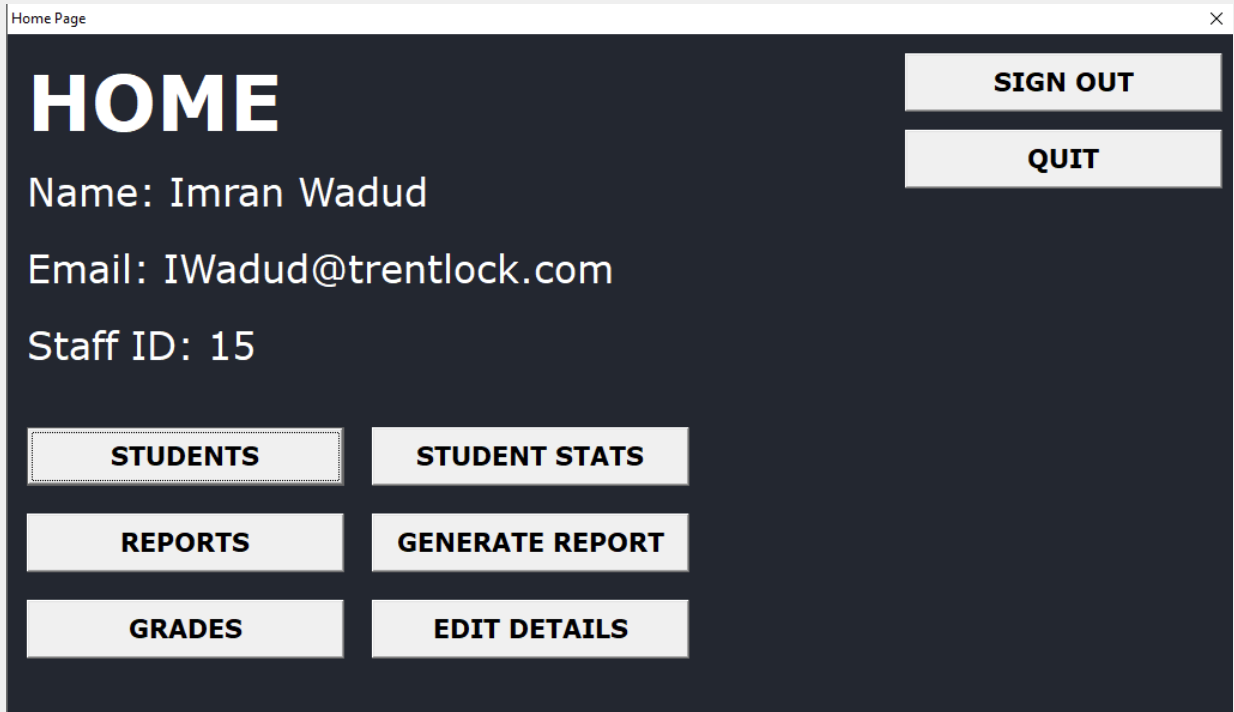 Home Page
HOME
SIGN OUT
QUIT
Name: Imran Wadud
Email: IWadud@trentlock.com
Staff ID: 15
STUDENTS
STUDENT STATS
REPORTS
GENERATE REPORT
GRADES
EDIT DETAILS